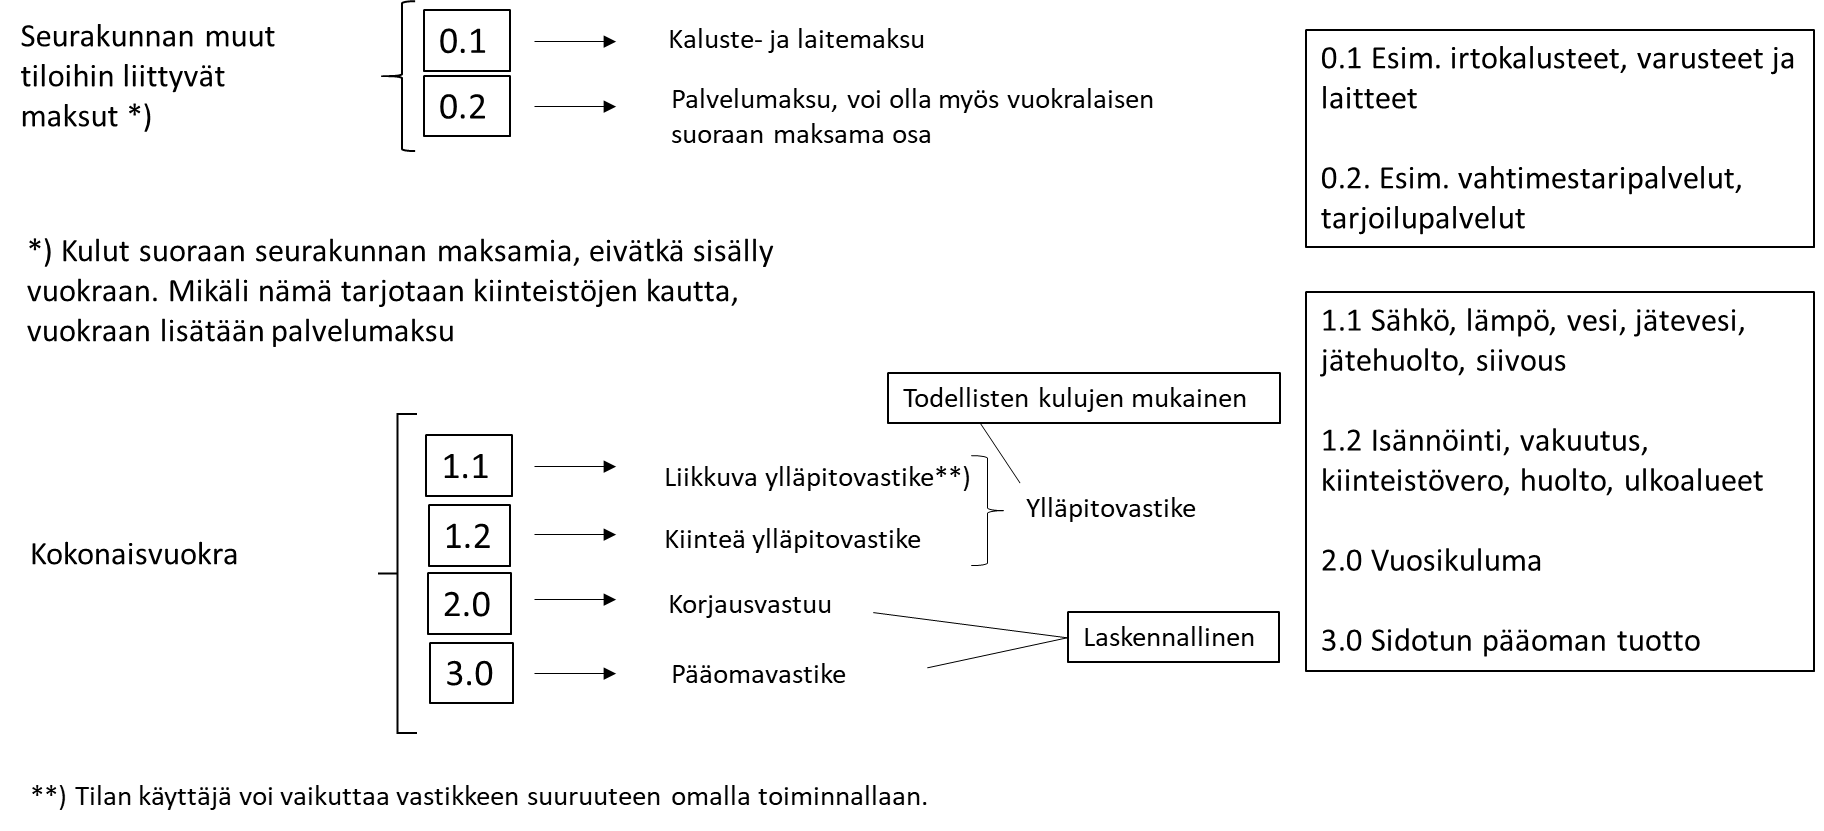 Seurakunnan muut
tiloihin liittyvät
maksut *)
0.1
Kaluste- ja laitemaksu
0.2
Palvelumaksu, voi olla myös vuokralaisen
suoraan maksama osa
0.1 Esim. irtokalusteet, varusteet ja
laitteet
0.2. Esim. vahtimestaripalvelut,
tarjoilupalvelut
*) Kulut suoraan seurakunnan maksamia, eivätkä sisälly
vuokraan. Mikäli nämä tarjotaan kiinteistöjen kautta,
vuokraan lisätään palvelumaksu
Kokonaisvuokra
1.1
Liikkuva ylläpitovastike**)
1.2
Kiinteä ylläpitovastike
2.0
Korjausvastuu
3.0
Pääomavastike
Todellisten kulujen mukainen
Ylläpitovastike
Laskennallinen
1.1 Sähkö, lämpö, vesi, jätevesi,
jätehuolto, siivous
1.2 Isännöinti, vakuutus,
kiinteistövero, huolto, ulkoalueet
2.0 Vuosikuluma
3.0 Sidotun pääoman tuotto
**) Tilan käyttäjä voi vaikuttaa vastikkeen suuruuteen omalla toiminnallaan.